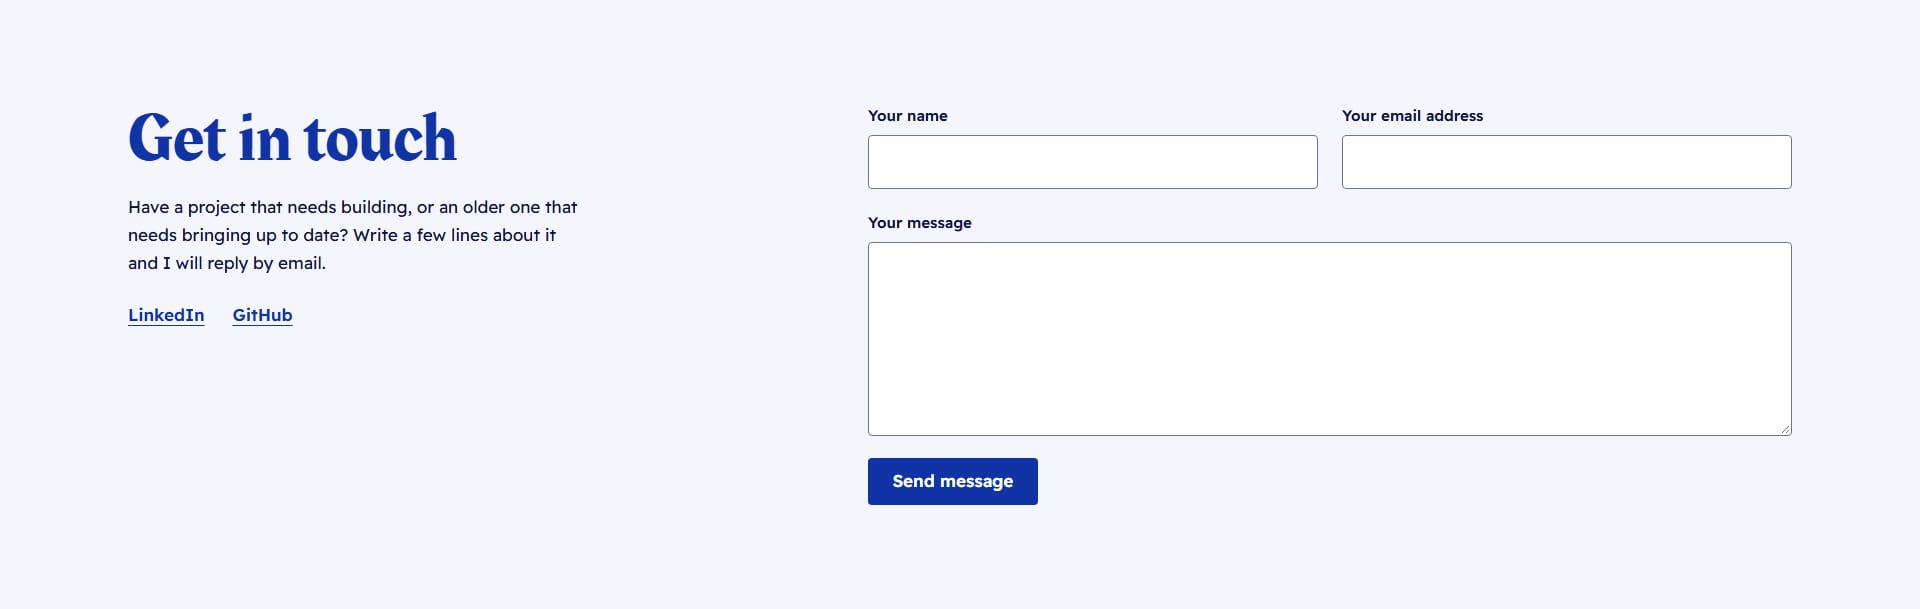 Get in touch
Have a project that needs building, or an older one that
needs bringing up to date? Write a few lines about it
and I will reply by email.
LinkedIn GitHub
Your name
Your email address
Your message
Send message